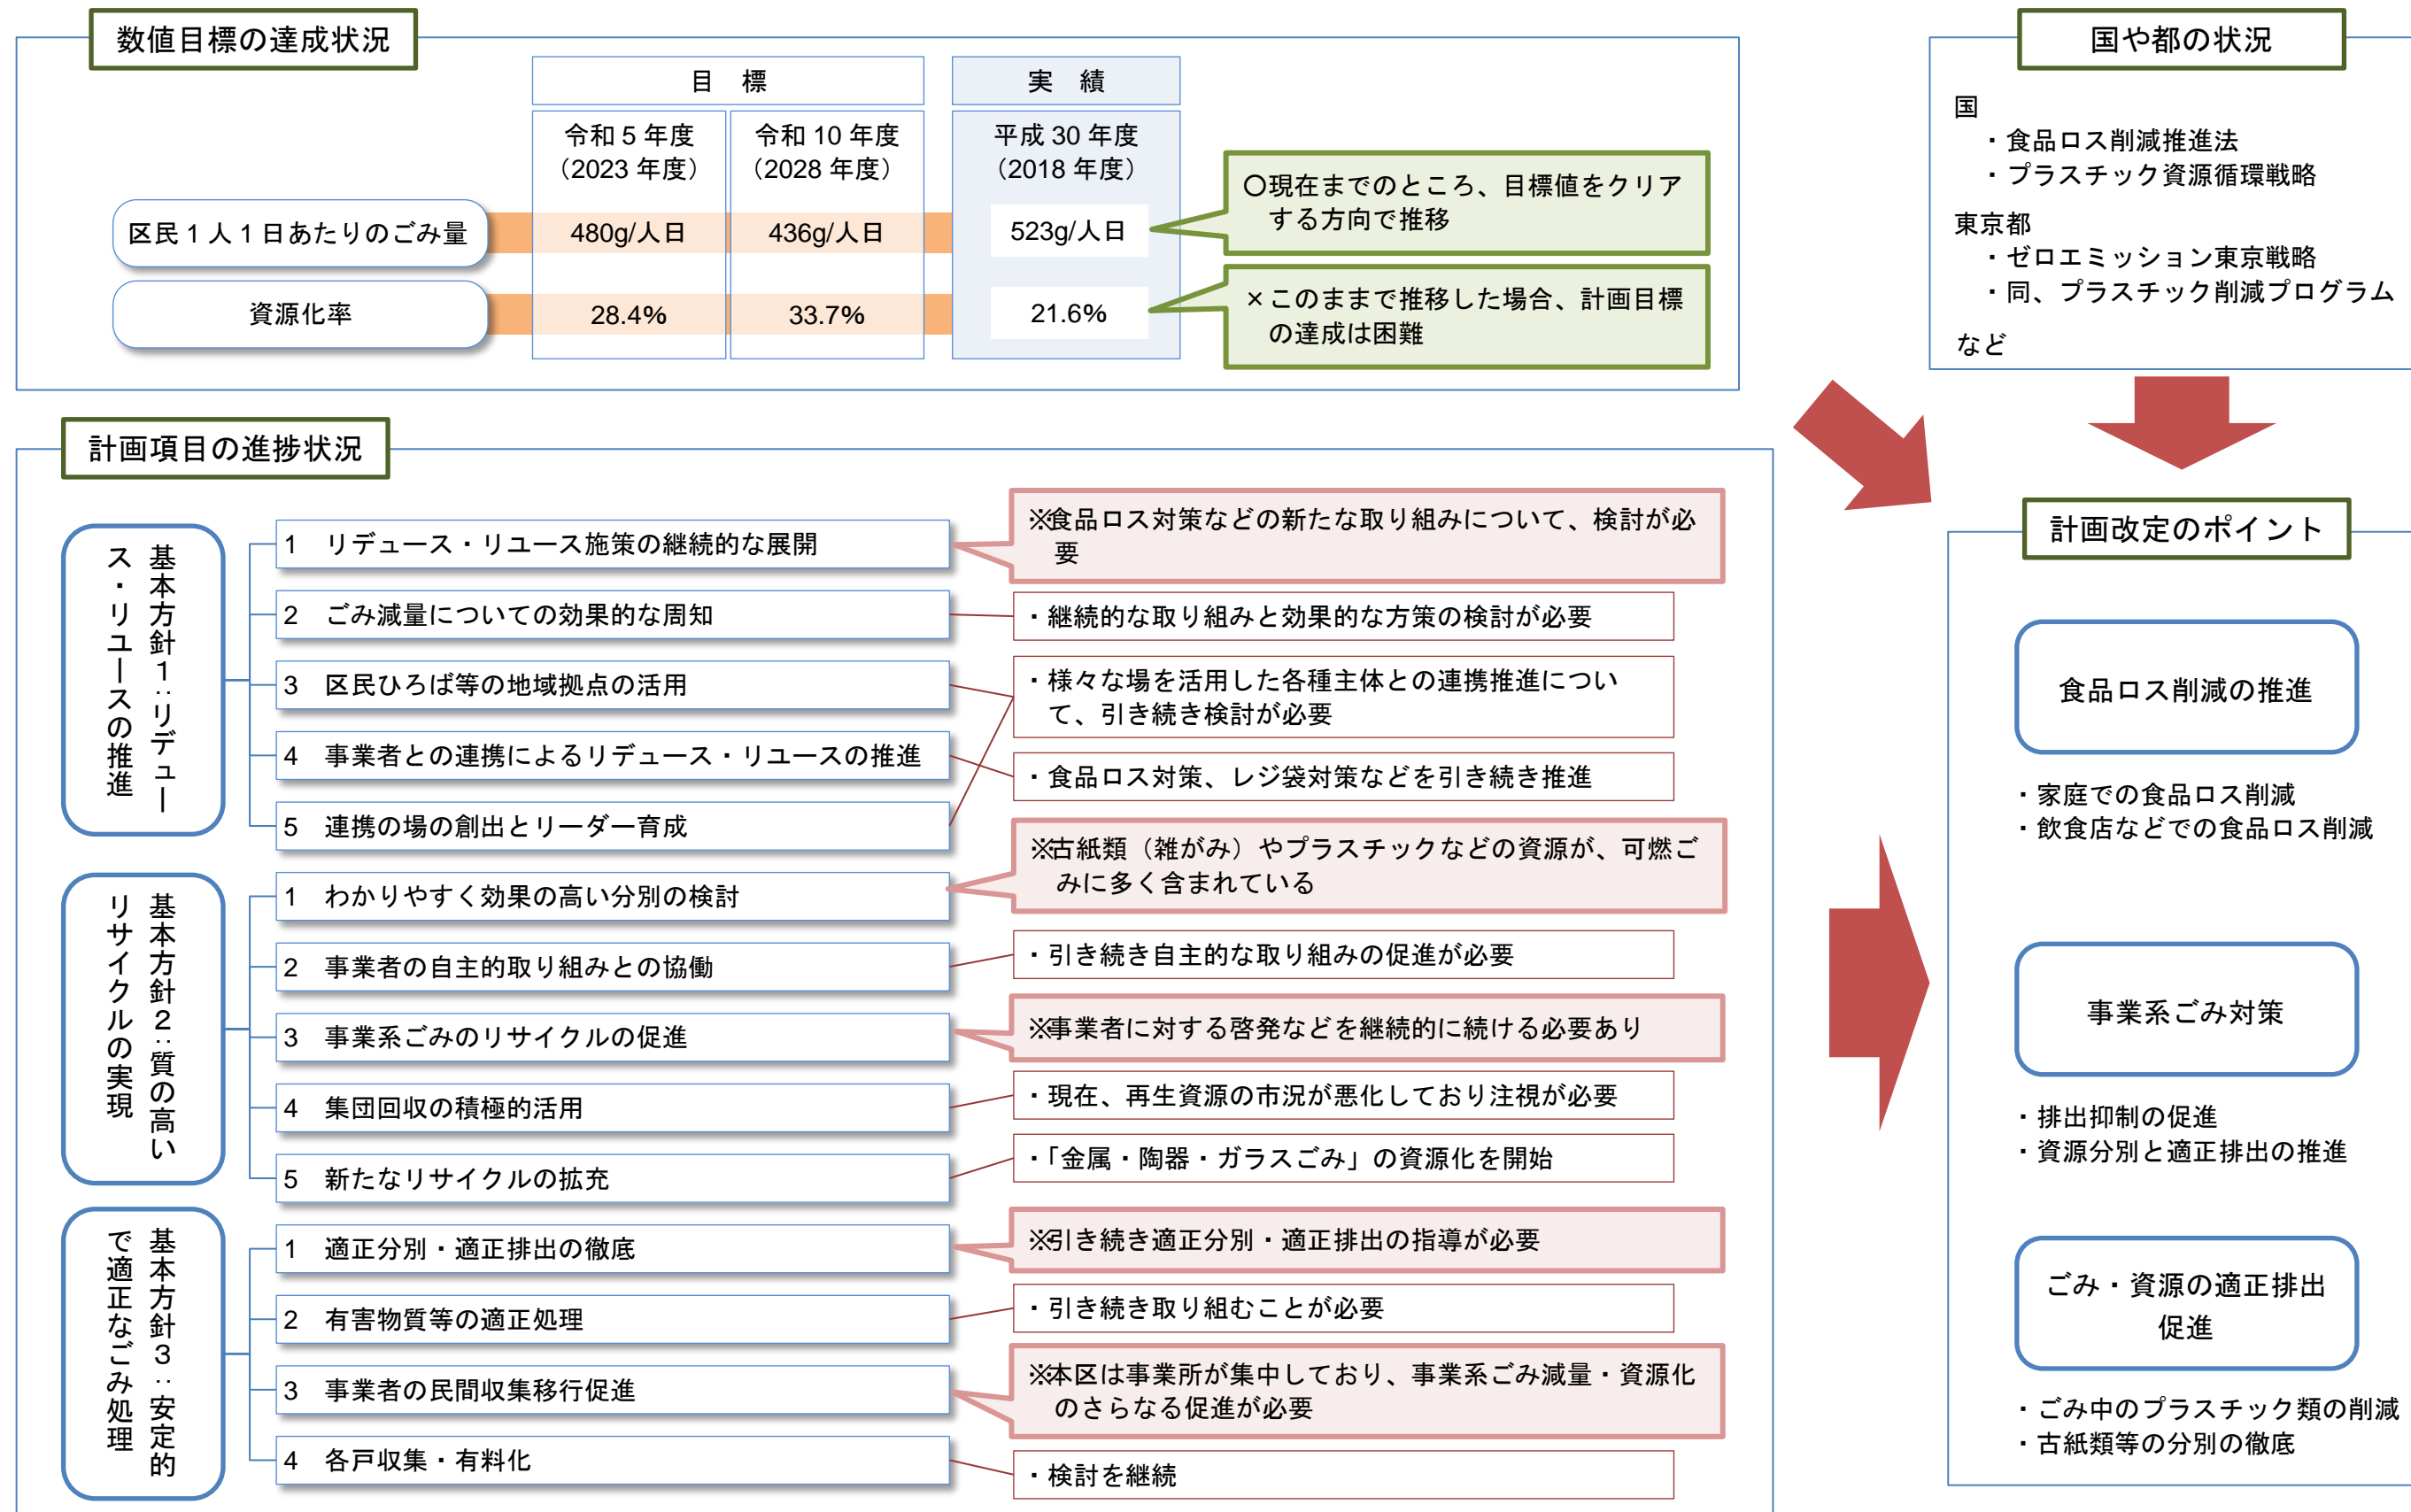 数値目標の達成状況
目 標
実 績
令和 5 年度
（2023 年度）
令和 10 年度
（2028 年度）
平成 30 年度
（2018 年度）
区民 1 人 1 日あたりのごみ量
480g/人日
436g/人日
523g/人日
〇現在までのところ、目標値をクリア
する方向で推移
資源化率
28.4%
33.7%
21.6%
×このままで推移した場合、計画目標
の達成は困難
国や都の状況
国
・食品ロス削減推進法
・プラスチック資源循環戦略
東京都
・ゼロエミッション東京戦略
・同、プラスチック削減プログラム
など
計画項目の進捗状況
基本方針1：リデュー
ス・リユースの推進
1 リデュース・リユース施策の継続的な展開
※食品ロス対策などの新たな取り組みについて、検討が必
要
2 ごみ減量についての効果的な周知
・継続的な取り組みと効果的な方策の検討が必要
3 区民ひろば等の地域拠点の活用
・様々な場を活用した各種主体との連携推進につい
て、引き続き検討が必要
4 事業者との連携によるリデュース・リユースの推進
・食品ロス対策、レジ袋対策などを引き続き推進
5 連携の場の創出とリーダー育成
基本方針2：質の高い
リサイクルの実現
1 わかりやすく効果の高い分別の検討
※古紙類（雑がみ）やプラスチックなどの資源が、可燃ご
みに多く含まれている
2 事業者の自主的取り組みとの協働
・引き続き自主的な取り組みの促進が必要
3 事業系ごみのリサイクルの促進
※事業者に対する啓発などを継続的に続ける必要あり
4 集団回収の積極的活用
・現在、再生資源の市況が悪化しており注視が必要
5 新たなリサイクルの拡充
・「金属・陶器・ガラスごみ」の資源化を開始
基本方針3：安定的
で適正なごみ処理
1 適正分別・適正排出の徹底
※引き続き適正分別・適正排出の指導が必要
2 有害物質等の適正処理
・引き続き取り組むことが必要
3 事業者の民間収集移行促進
※本区は事業所が集中しており、事業系ごみ減量・資源化
のさらなる促進が必要
4 各戸収集・有料化
・検討を継続
計画改定のポイント
食品ロス削減の推進
・家庭での食品ロス削減
・飲食店などでの食品ロス削減
事業系ごみ対策
・排出抑制の促進
・資源分別と適正排出の推進
ごみ・資源の適正排出
促進
・ごみ中のプラスチック類の削減
・古紙類等の分別の徹底